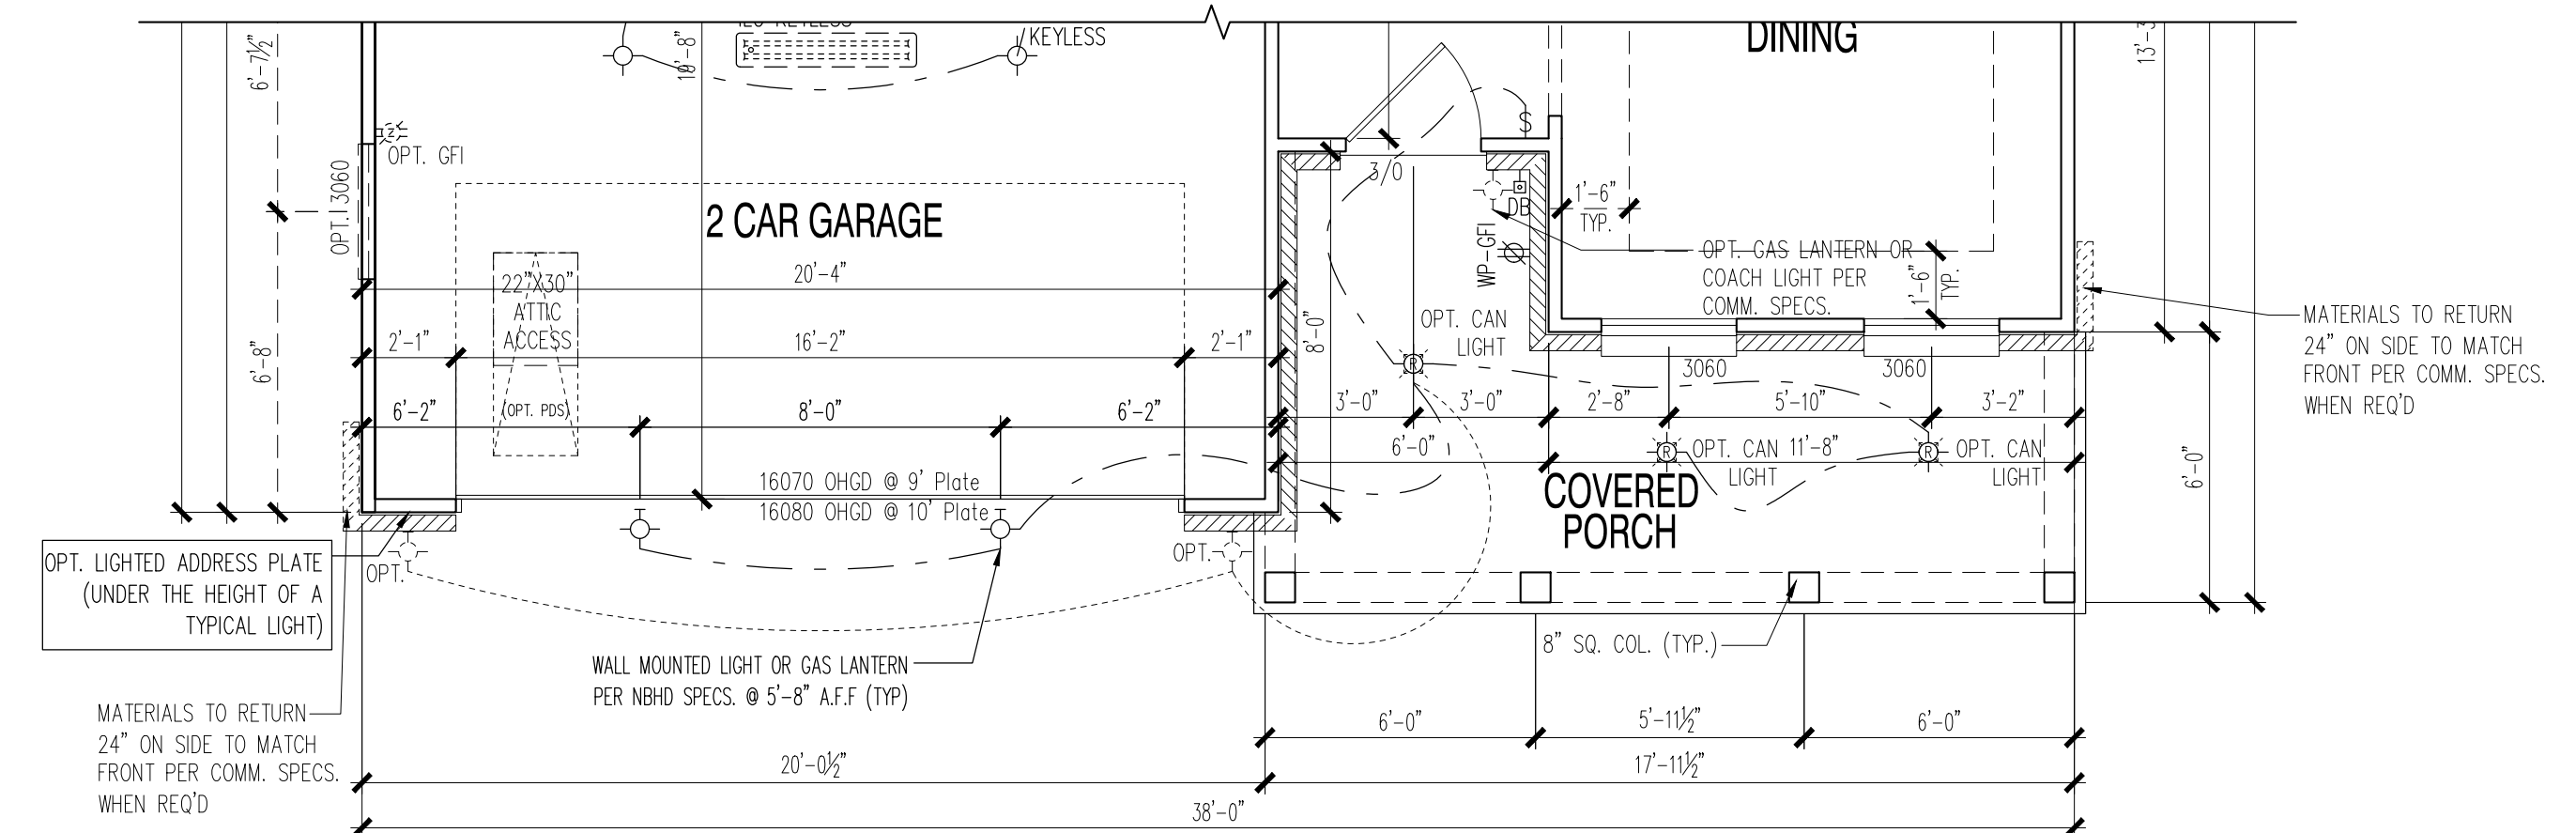 KEYLESS
DINING
6'-7½"
19'-8"
13'-3
OPT. GFI
OPT. 3060
S
3/0
DB
WP-GFI
1'-6"
TYP.
2 CAR GARAGE
20'-4"
22"X30"
ATTIC
ACCESS
(OPT. PDS)
OPT. GAS LANTERN OR
COACH LIGHT PER
COMM. SPECS.
1'-6"
TYP.
MATERIALS TO RETURN
24" ON SIDE TO MATCH
FRONT PER COMM. SPECS.
WHEN REQ'D
OPT. CAN
LIGHT
8'-0"
6'-8"
2'-1"
16'-2"
2'-1"
R
3060
3060
6'-2"
8'-0"
6'-2"
3'-0"
3'-0"
2'-8"
5'-10"
3'-2"
6'-0"
R
OPT. CAN
LIGHT
11'-8"
R
OPT. CAN
LIGHT
6'-0"
16070 OHGD @ 9' Plate
16080 OHGD @ 10' Plate
COVERED
PORCH
OPT. LIGHTED ADDRESS PLATE
(UNDER THE HEIGHT OF A
TYPICAL LIGHT)
OPT.
OPT.
8" SQ. COL. (TYP.)
WALL MOUNTED LIGHT OR GAS LANTERN
PER NBHD SPECS. @ 5'-8" A.F.F (TYP)
MATERIALS TO RETURN
24" ON SIDE TO MATCH
FRONT PER COMM. SPECS.
WHEN REQ'D
6'-0"
5'-11½"
6'-0"
20'-0½"
17'-11½"
38'-0"